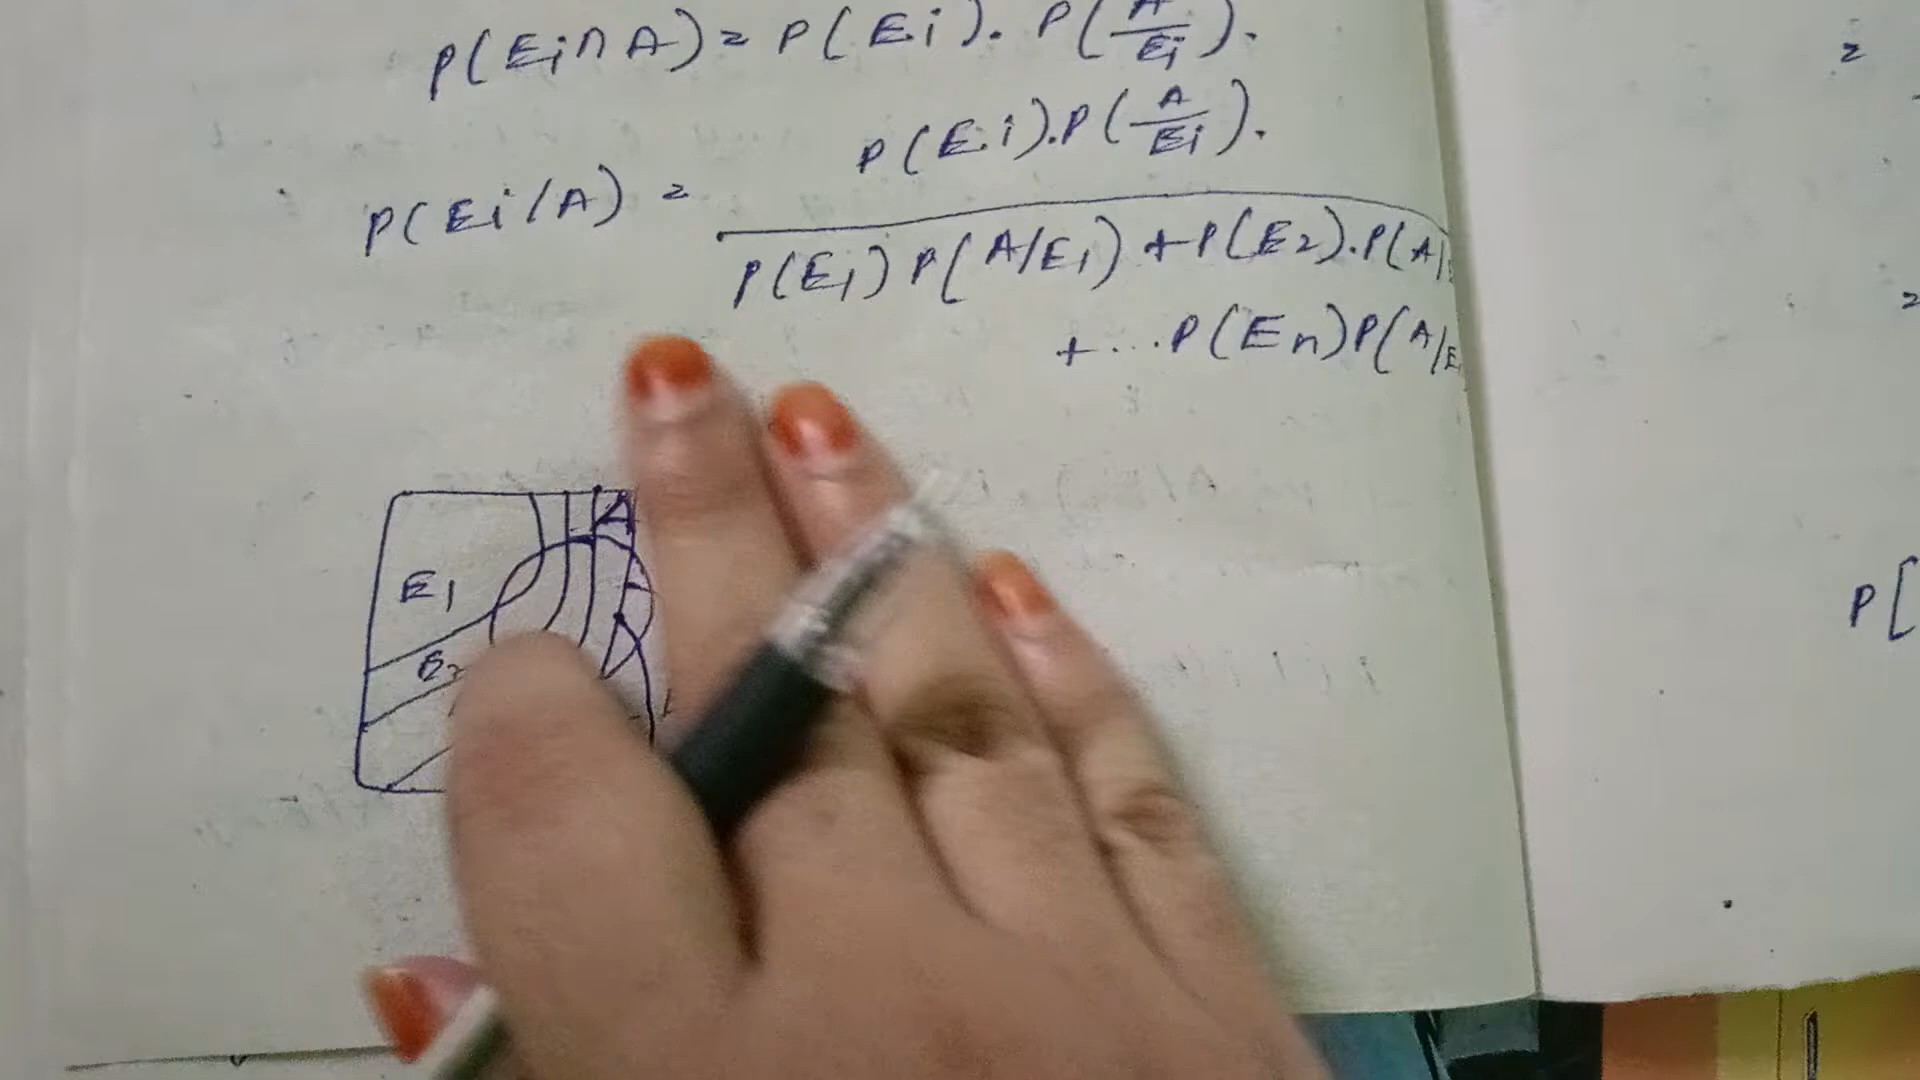 P(Ei∩A) = P(Ei). P(A/Ei).
P(Ei/A) = P(Ei).P(A/Ei).
P(E1) P(A/E1) + P(E2).P(A/
+...P(En)P(A/E
A
E1
E2
=
=
P[